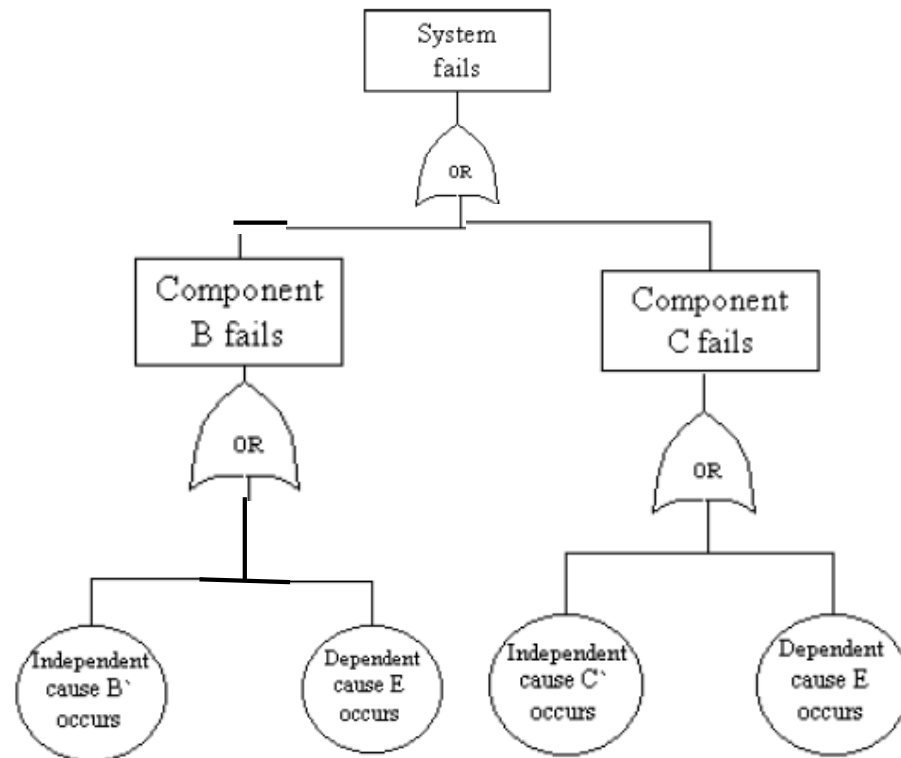 System
fails
OR
Component
B fails
Component
C fails
OR
OR
Independent
cause B`
occurs
Dependent
cause E
occurs
Independent
cause C`
occurs
Dependent
cause E
occurs